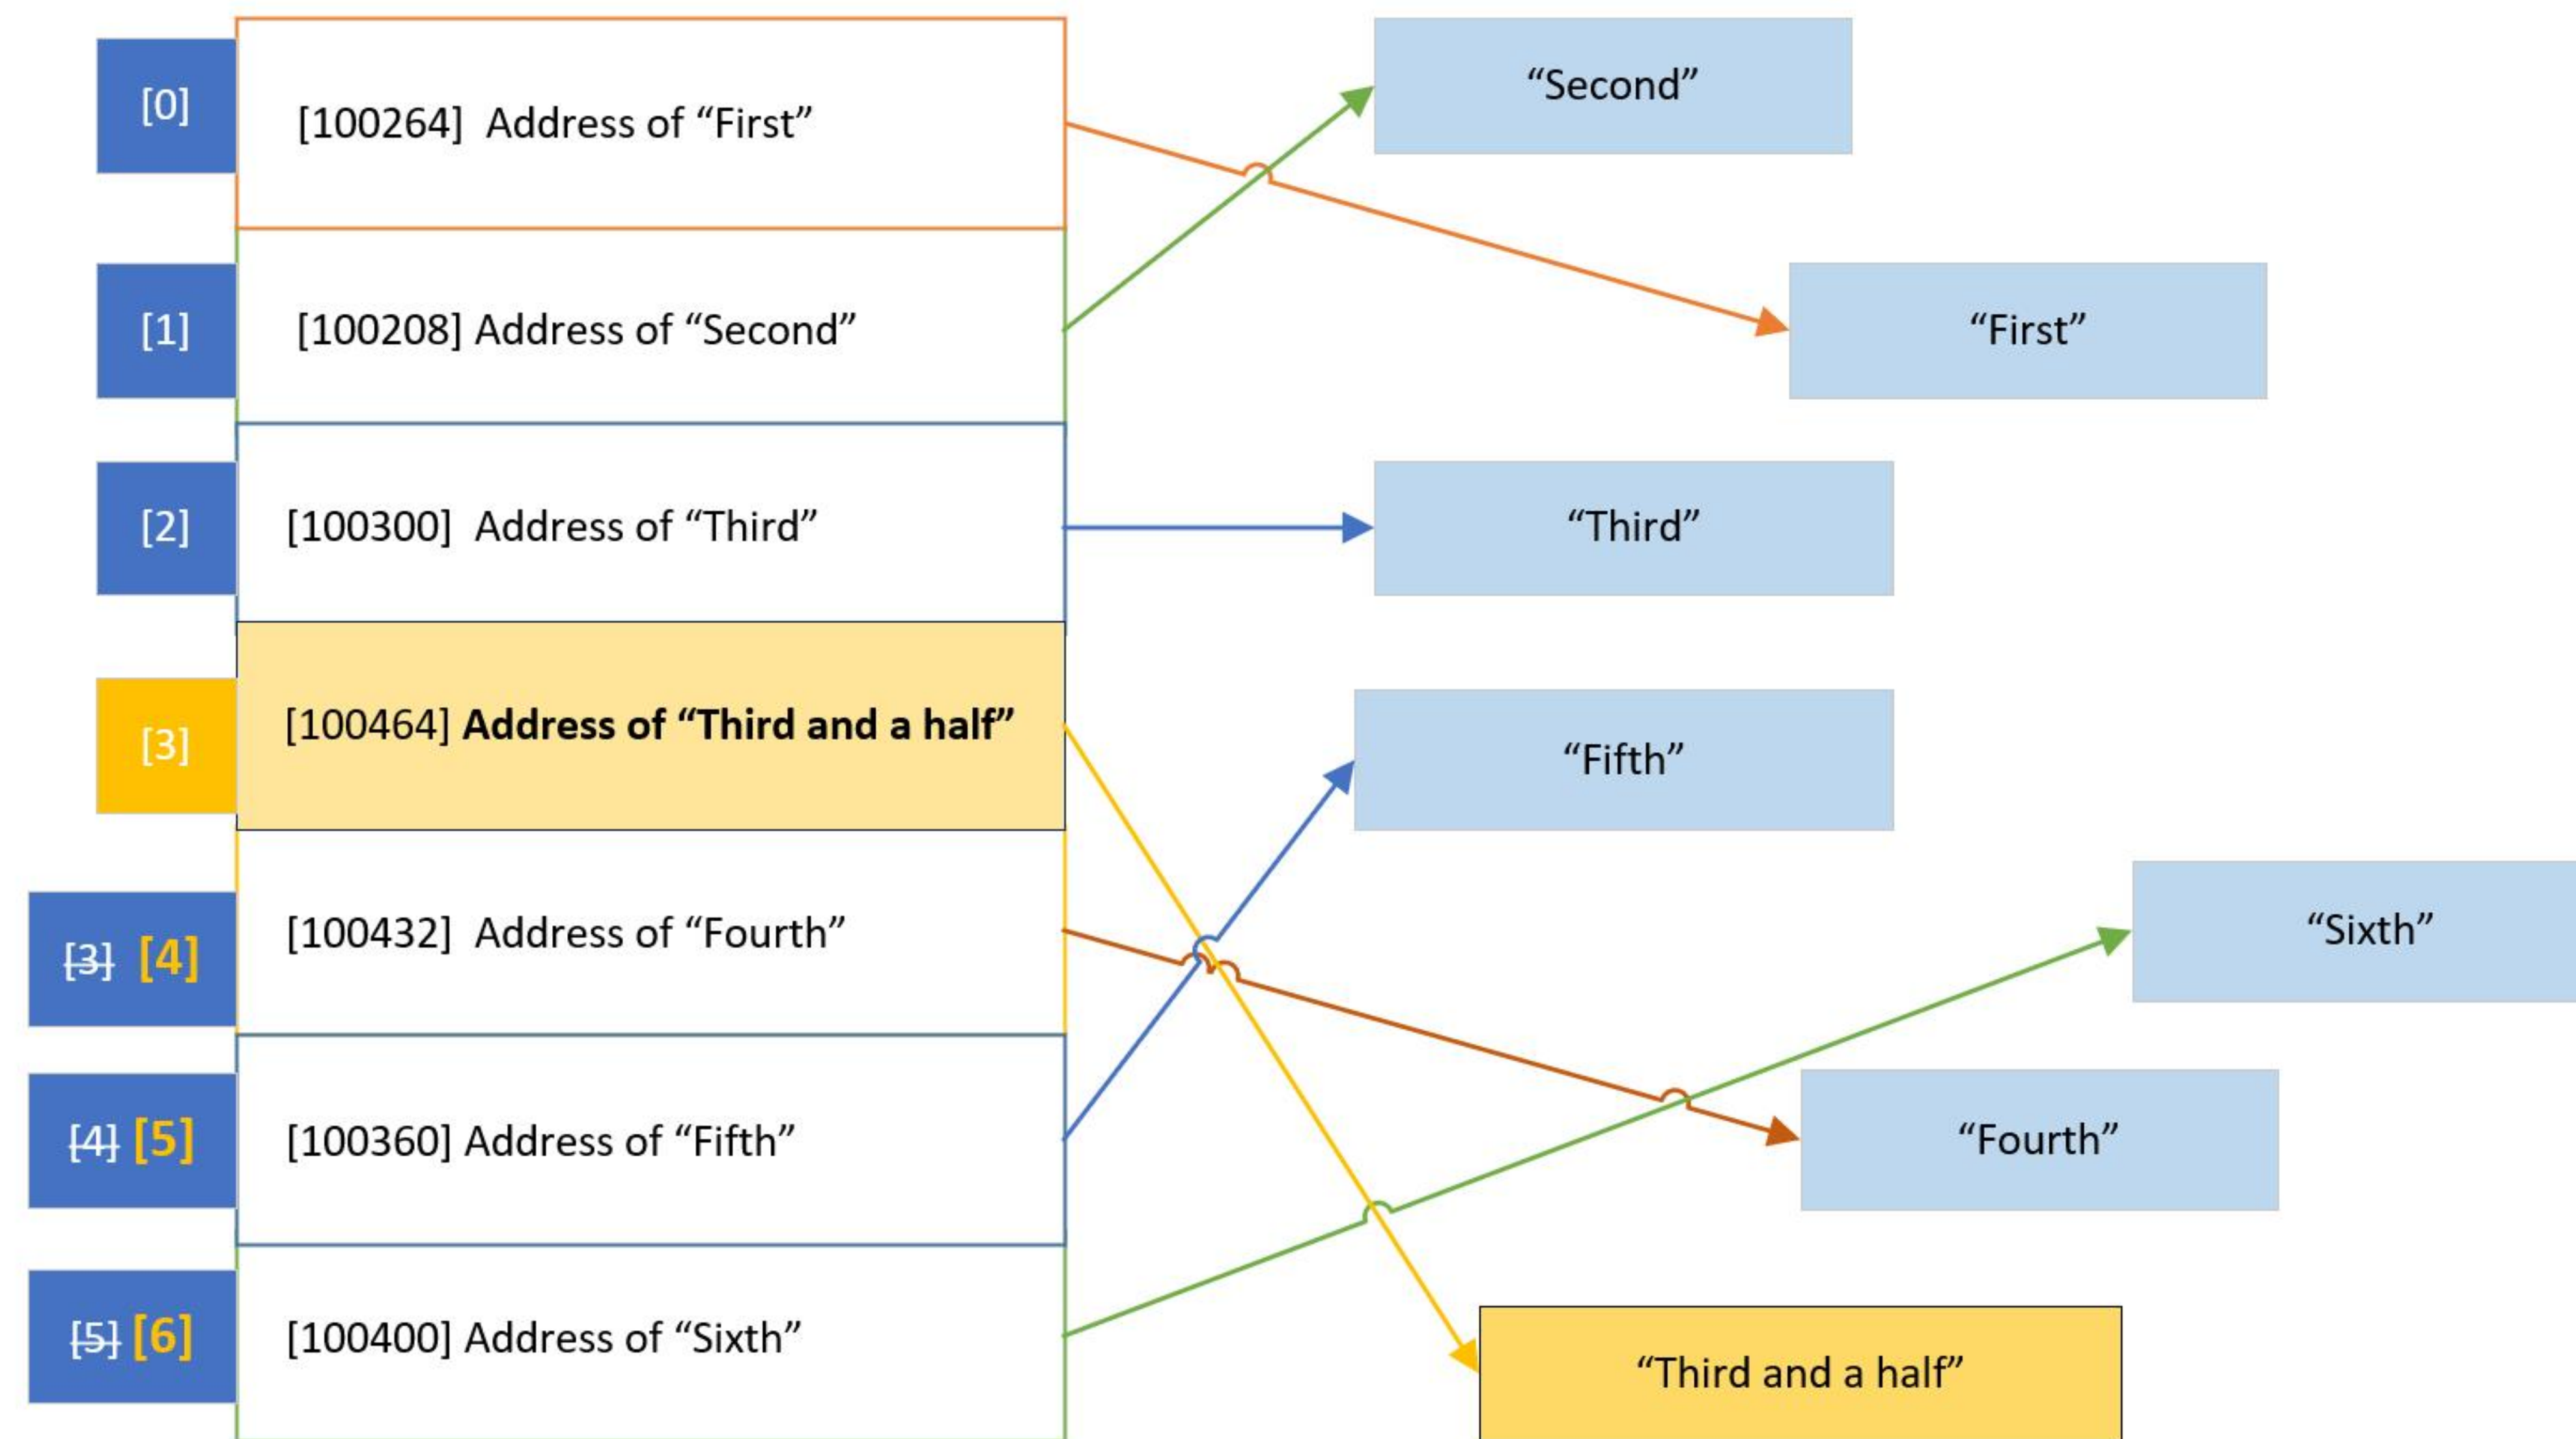 [0]
[100264]  Address of “First”
“Second”
[1]
[100208] Address of “Second”
“First”
[2]
[100300]  Address of “Third”
“Third”
[3]
[100464] Address of “Third and a half”
“Fifth”
[3] [4]
[100432]  Address of “Fourth”
“Sixth”
[4] [5]
[100360] Address of “Fifth”
“Fourth”
[5] [6]
[100400] Address of “Sixth”
“Third and a half”